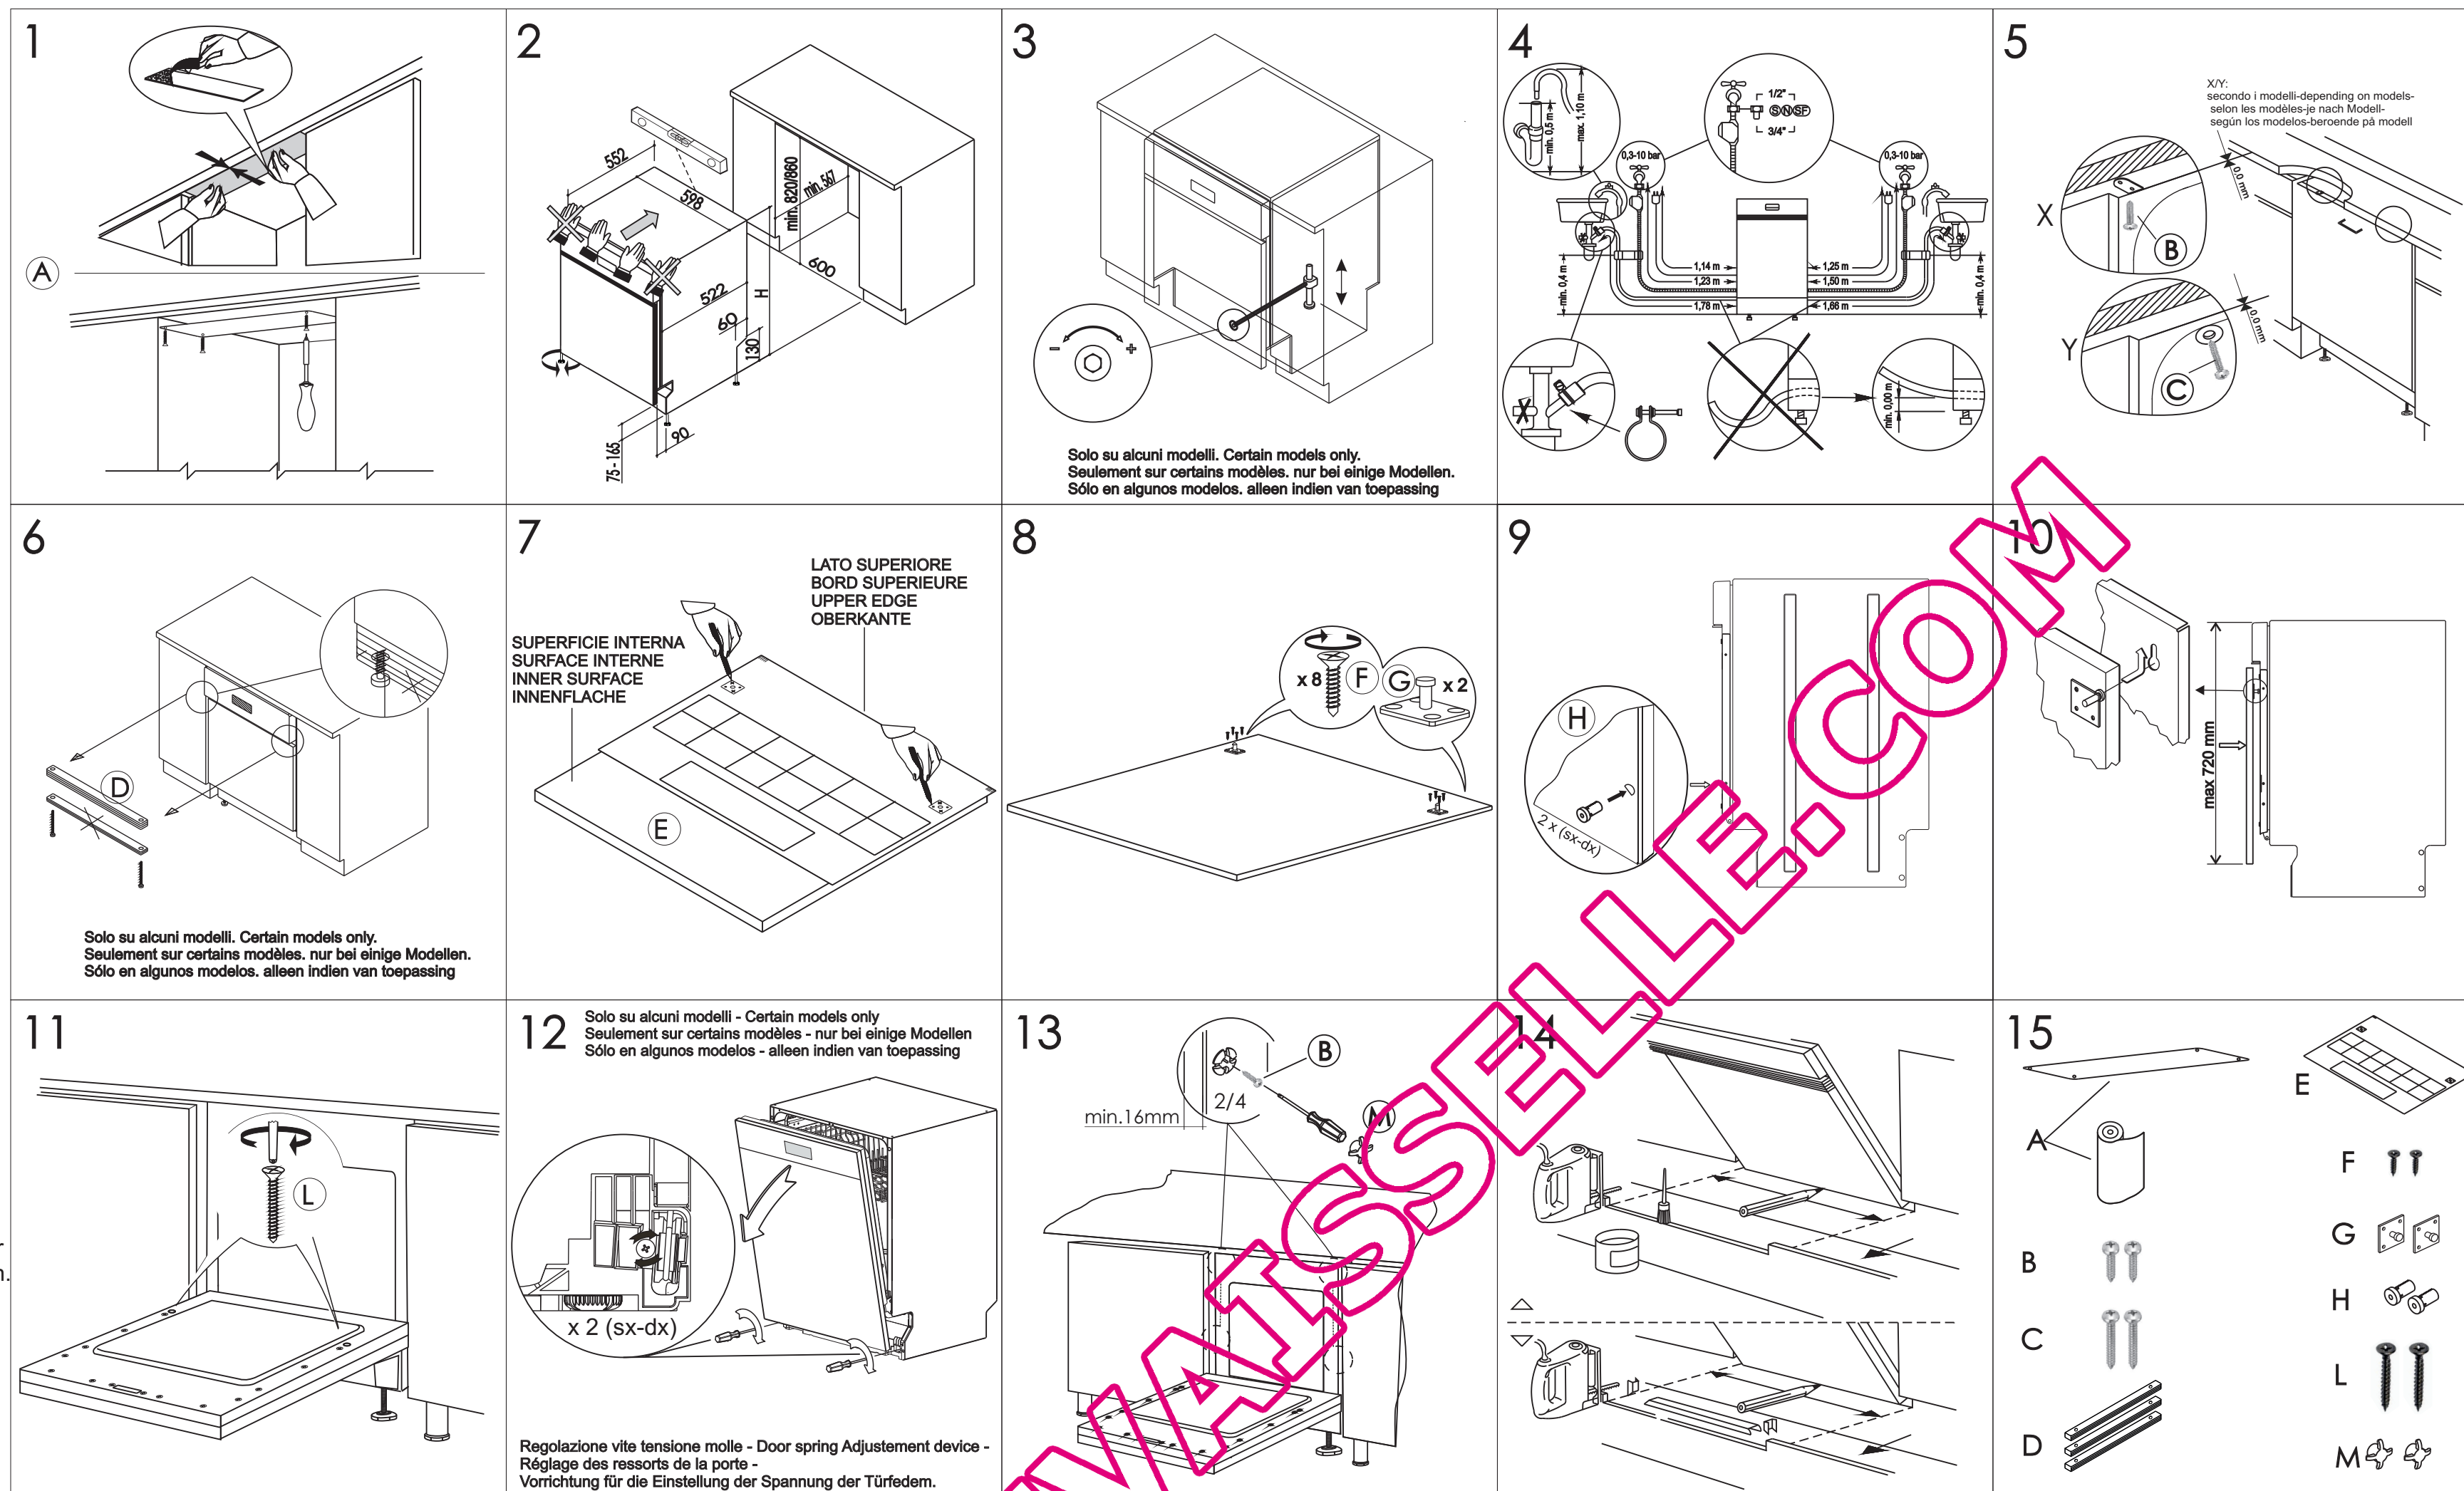 1
A
2
552
598
min. 820/860
min. 567
600
522
60
H
130
75 - 165
90
3
- +
Solo su alcuni modelli. Certain models only.
Seulement sur certains modèles. nur bei einige Modellen.
Sólo en algunos modelos. alleen indien van toepassing
4
min. 0,5 m
max. 1,10 m
1/2"
S N SF
3/4"
0,3-10 bar
0,3-10 bar
1,14 m
1,25 m
1,23 m
1,50 m
1,78 m
1,66 m
min. 0,4 m
min. 0,4 m
X
min. 0,00 m
5
X/Y:
secondo i modelli-depending on models-
selon les modèles-je nach Modell-
según los modelos-beroende på modell
0.0 mm
X
B
0.0 mm
Y
C
6
D
Solo su alcuni modelli. Certain models only.
Seulement sur certains modèles. nur bei einige Modellen.
Sólo en algunos modelos. alleen indien van toepassing
7
LATO SUPERIORE
BORD SUPERIEURE
UPPER EDGE
OBERKANTE
SUPERFICIE INTERNA
SURFACE INTERNE
INNER SURFACE
INNENFLACHE
E
8
x 8
F
G
x 2
9
H
2 x (sx-dx)
10
max 720 mm
11
L
12
Solo su alcuni modelli - Certain models only
Seulement sur certains modèles - nur bei einige Modellen
Sólo en algunos modelos - alleen indien van toepassing
x 2 (sx-dx)
Regolazione vite tensione molle - Door spring Adjustement device -
Réglage des ressorts de la porte -
Vorrichtung für die Einstellung der Spannung der Türfedem.
13
B
min.16mm
2/4
M
14
15
A
E
F
G
B
H
C
L
D
M
VAISSELLE.COM